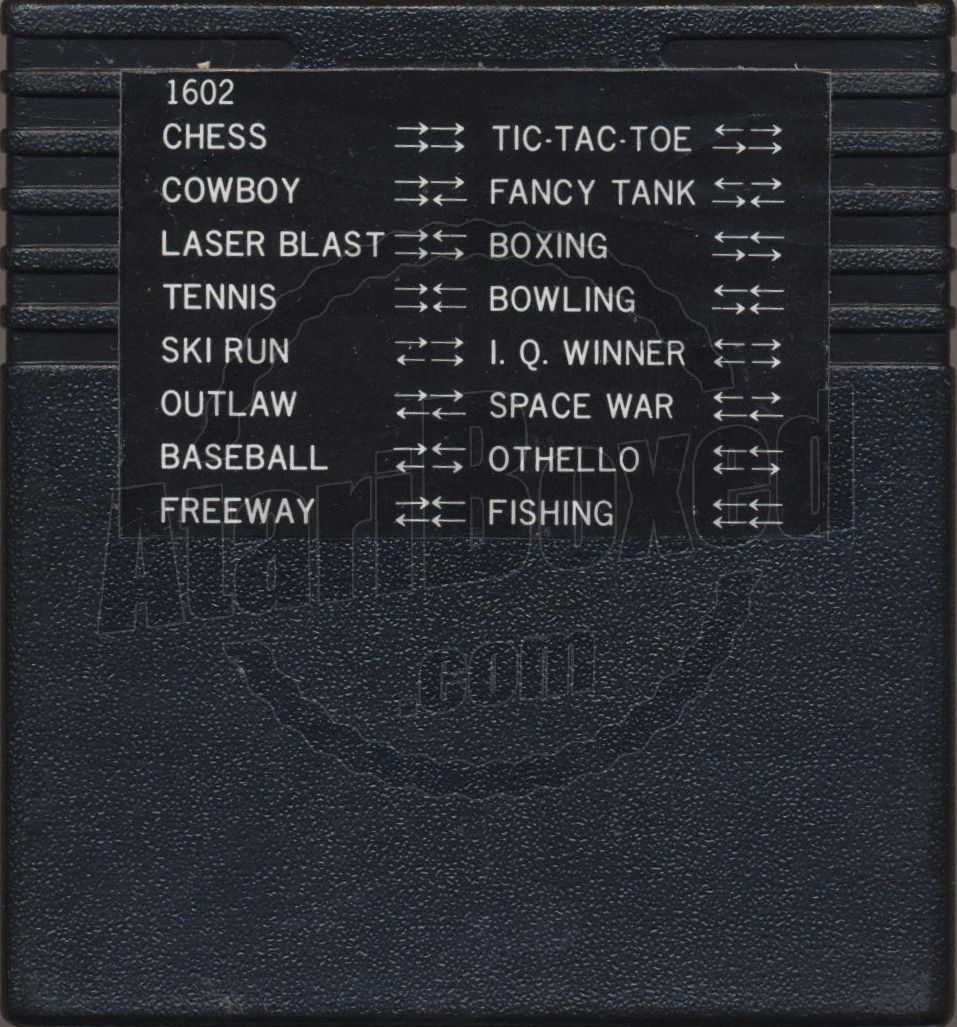 1602
CHESS
COWBOY
LASER BLAST
TENNIS
SKI RUN
OUTLAW
BASEBALL
FREEWAY
TIC-TAC-TOE
FANCY TANK
BOXING
BOWLING
I. Q. WINNER
SPACE WAR
OTHELLO
FISHING
AtariBoxed
.com